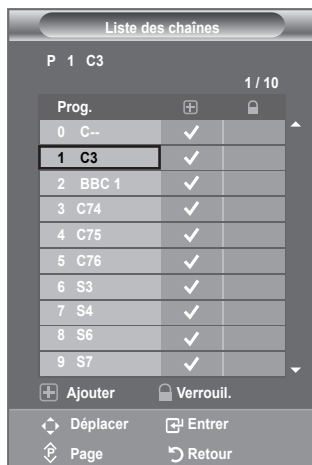 Liste des chaînes
P 1 C3
1 / 10
Prog.
0 C--
1 C3
2 BBC 1
3 C74
4 C75
5 C76
6 S3
7 S4
8 S6
9 S7
Ajouter Verrouil.
Déplacer Entrer
Page Retour